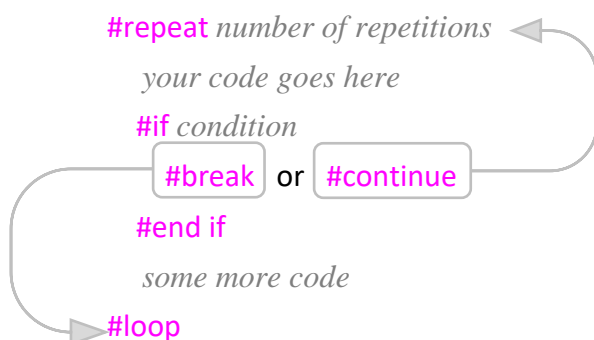 #repeat number of repetitions
your code goes here
#if condition
#break or #continue
#end if
some more code
#loop